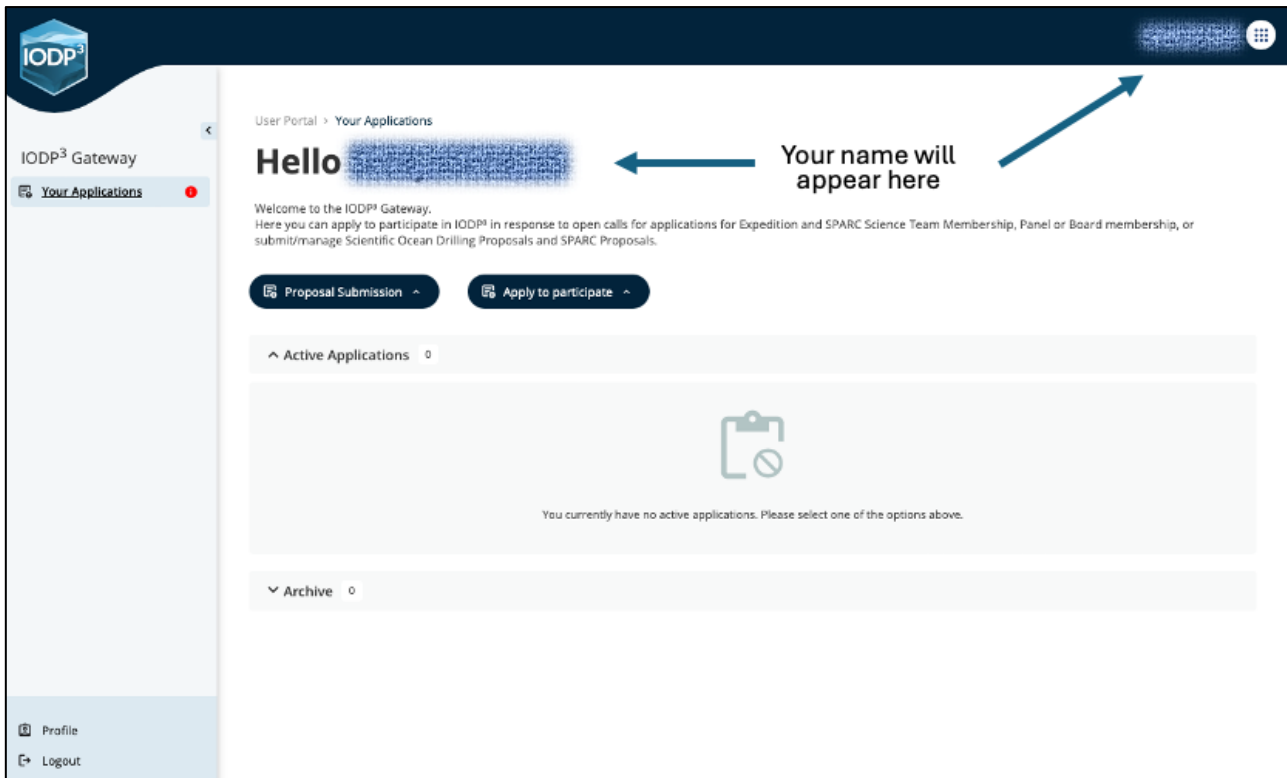 IODP³
User Portal > Your Applications
IODP³ Gateway
Hello
Your name will
appear here
Your Applications
Welcome to the IODP³ Gateway.
Here you can apply to participate in IODP³ in response to open calls for applications for Expedition and SPARC Science Team Membership, Panel or Board membership, or
submit/manage Scientific Ocean Drilling Proposals and SPARC Proposals.
Proposal Submission
Apply to participate
Active Applications 0
You currently have no active applications. Please select one of the options above.
Archive 0
Profile
Logout